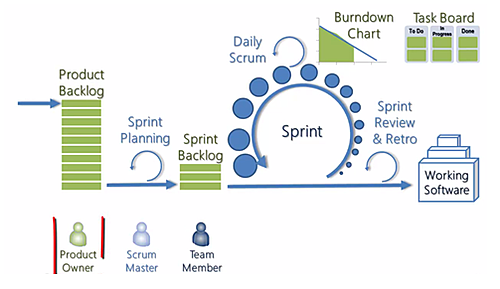 Burndown
Chart
Task Board
To Do
In
Progress
Done
Daily
Scrum
Product
Backlog
Sprint
Planning
Sprint
Backlog
Sprint
Sprint
Review
& Retro
Working
Software
Product
Owner
Scrum
Master
Team
Member